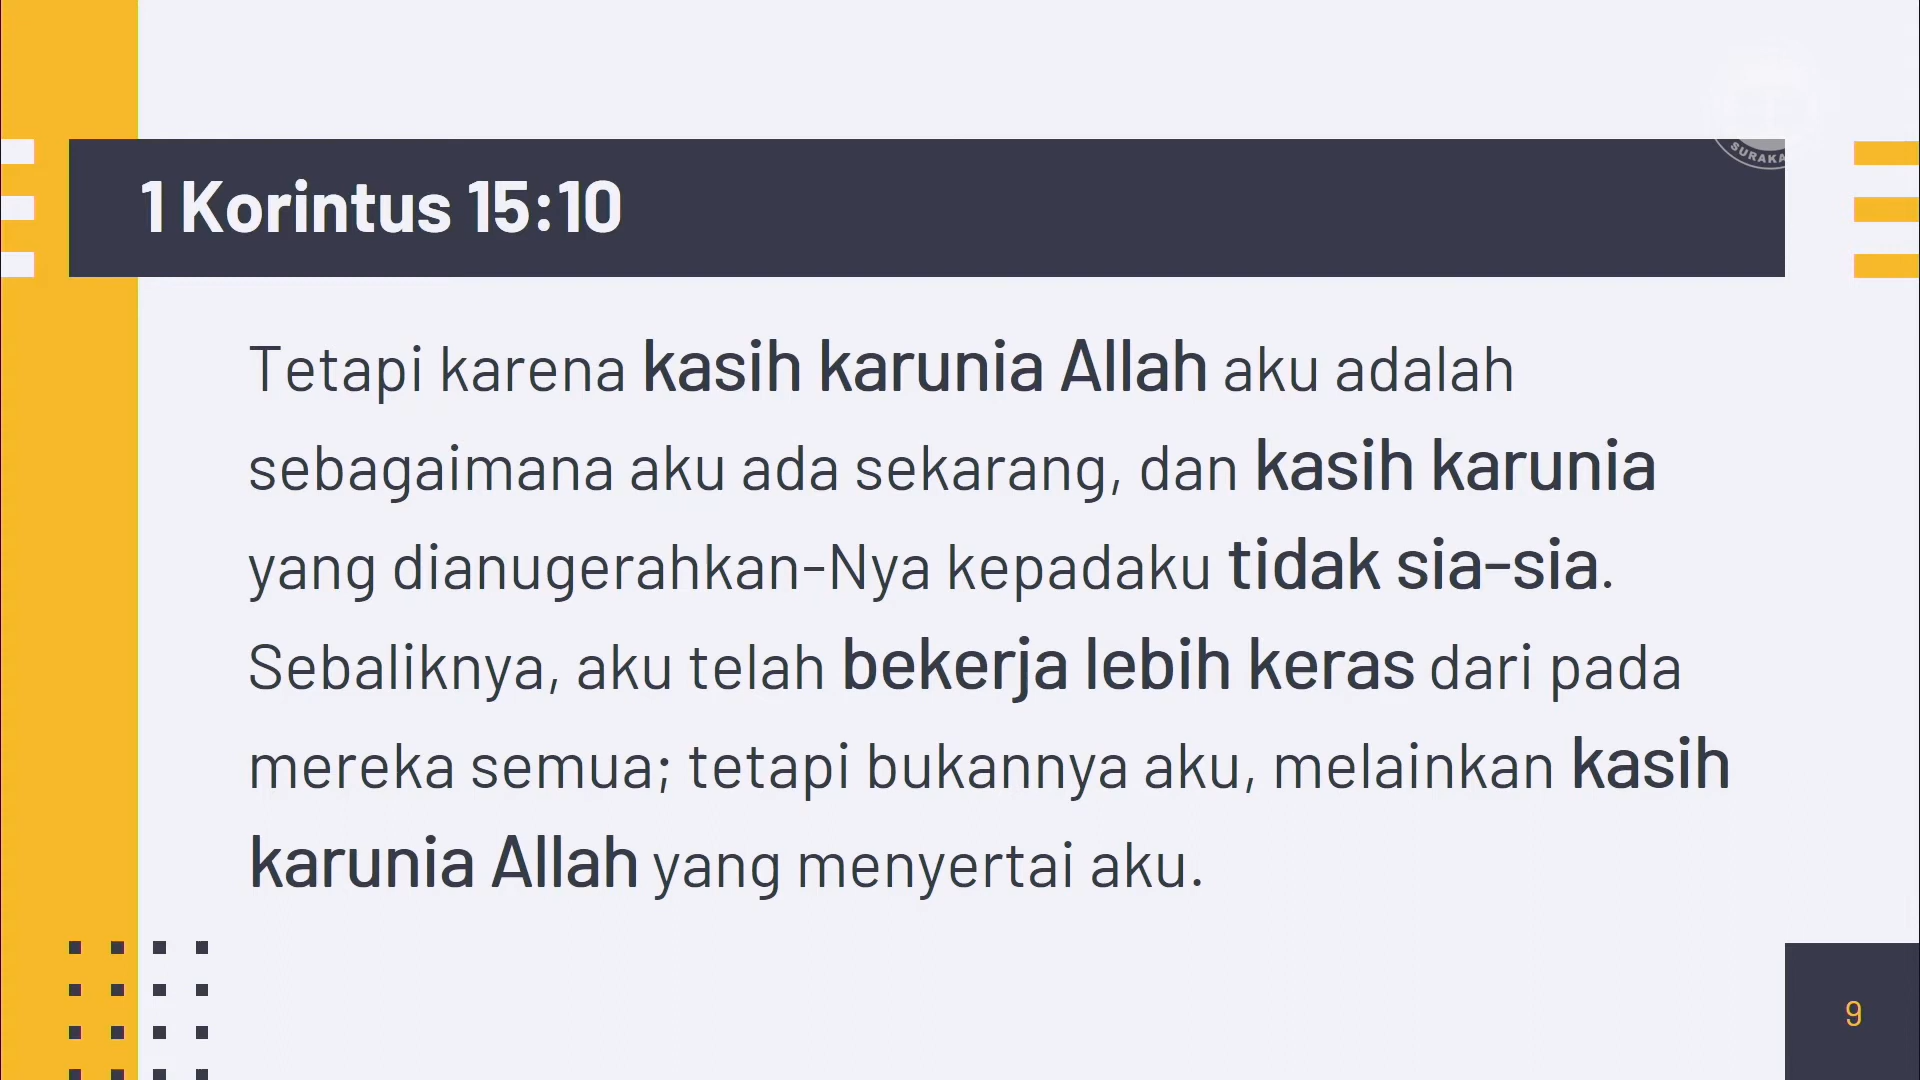 1 Korintus 15:10
Tetapi karena kasih karunia Allah aku adalah
sebagaimana aku ada sekarang, dan kasih karunia
yang dianugerahkan-Nya kepadaku tidak sia-sia.
Sebaliknya, aku telah bekerja lebih keras dari pada
mereka semua; tetapi bukannya aku, melainkan kasih
karunia Allah yang menyertai aku.
9